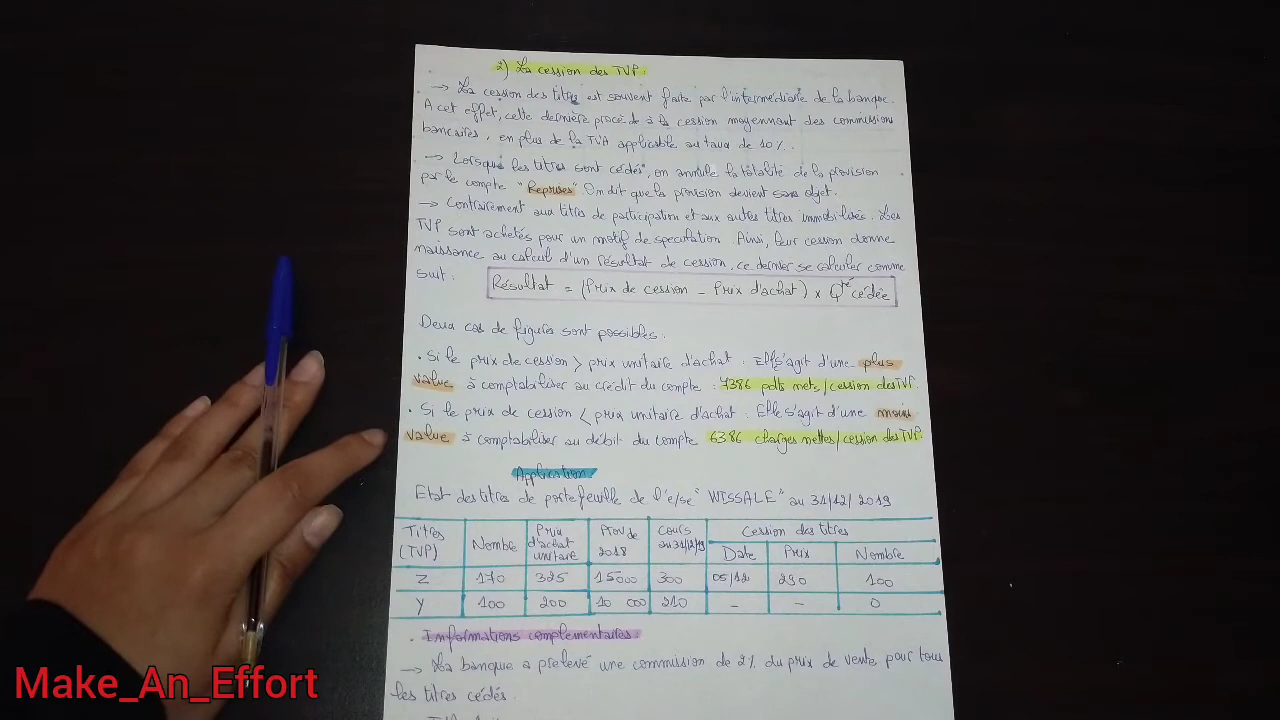 2) La cession des TVP:
→ La cession des titres est souvent faite par l'intermédiaire de la banque.
A cet effet, cette dernière procède à la cession moyennant des commissions
bancaires, en plus de la TVA applicable au taux de 10%.
→ Lorsque les titres sont cédés, on annule la totalité de la provision
par le compte "Reprises". On dit que la provision devient sans objet.
→ Contrairement aux titres de participation et aux autres titres immobilisés. Les
TVP sont achetés pour un motif de speculation. Ainsi, leur cession donne
naissance au calcul d'un résultat de cession, ce dernier se calculer comme
suit:
Résultat = (Prix de cession - Prix d'achat) x Qté cédée
Deux cas de figures sont possibles:
• Si le prix de cession > prix unitaire d'achat : Il s'agit d'une plus
value à comptabiliser au crédit du compte : 7386 pdts nets/cession des TVP.
• Si le prix de cession < prix unitaire d'achat : Il s'agit d'une moins
value à comptabiliser au débit du compte 6386 charges nettes/cession des TVP.
Application
Etat des titres de portefeuille de l'e/se "WISSALE" au 31/12/2019
Titres (TVP) Nombre Prix d'achat unitaire Prov de 2018 Cours au 31/12/19 Cession des titres
Date Prix Nombre
Z 170 325 15000 300 05/12 290 100
Y 100 200 10 000 210 - - 0
• Informations complementaires:
→ La banque a prélevé une commission de 2% du prix de vente pour tous
les titres cédés.
Make_An_Effort